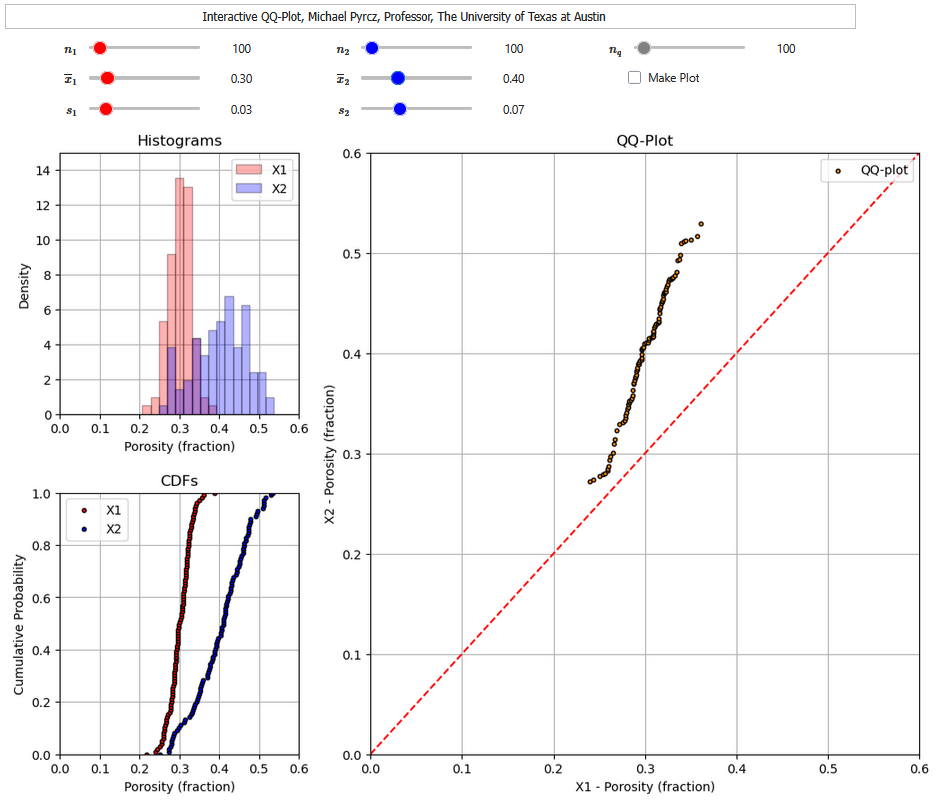 Interactive QQ-Plot, Michael Pyrcz, Professor, The University of Texas at Austin
n₁ 100 n₂ 100 n_q 100
x̅₁ 0.30 x̅₂ 0.40 Make Plot
s₁ 0.03 s₂ 0.07
Histograms
14
12
10
8
6
4
2
0
Density
X1
X2
0.0 0.1 0.2 0.3 0.4 0.5 0.6
Porosity (fraction)
CDFs
1.0
0.8
0.6
0.4
0.2
0.0
Cumulative Probability
X1
X2
0.0 0.1 0.2 0.3 0.4 0.5 0.6
Porosity (fraction)
QQ-Plot
0.6
0.5
0.4
0.3
0.2
0.1
0.0
X2 - Porosity (fraction)
QQ-plot
0.0 0.1 0.2 0.3 0.4 0.5 0.6
X1 - Porosity (fraction)